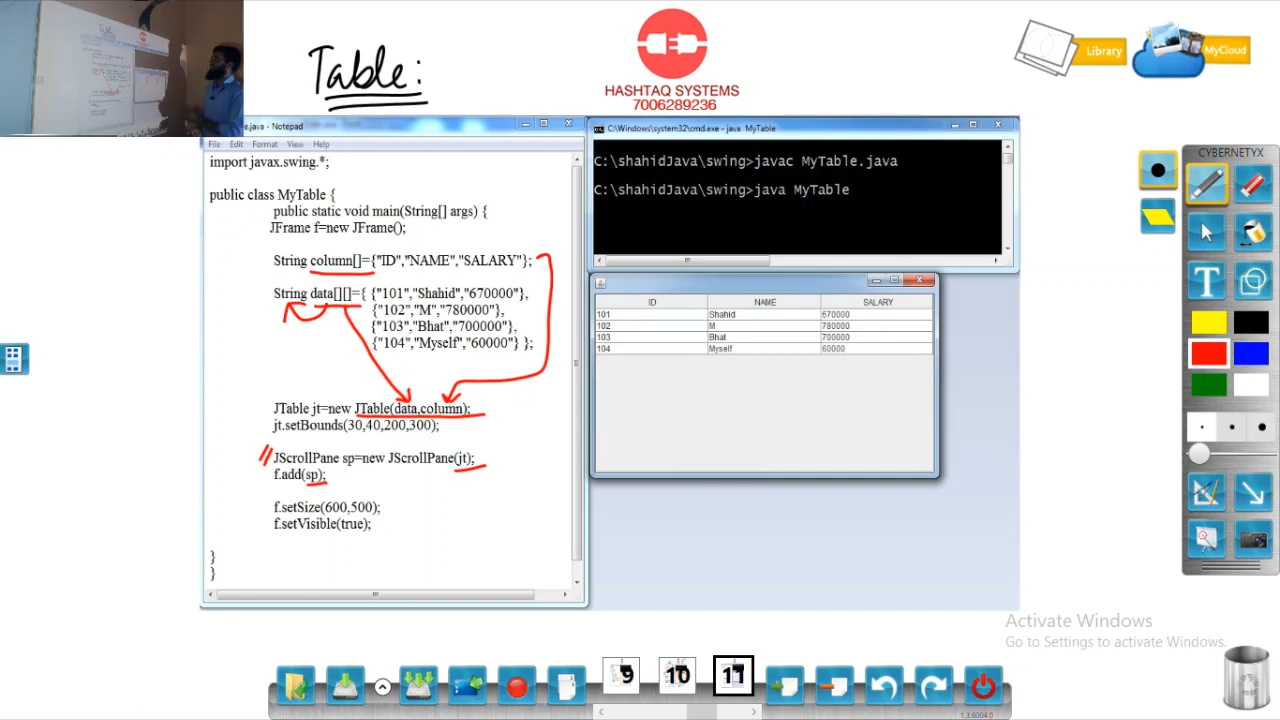 Table:
HASHTAQ SYSTEMS
7006289236
Library
MyCloud
e.java - Notepad
File Edit Format View Help
import javax.swing.*;
public class MyTable {
public static void main(String[] args) {
JFrame f=new JFrame();
String column[]={"ID","NAME","SALARY"};
String data[][]={ {"101","Shahid","670000"},
{"102","M","780000"},
{"103","Bhat","700000"},
{"104","Myself","60000"} };
JTable jt=new JTable(data,column);
jt.setBounds(30,40,200,300);
// JScrollPane sp=new JScrollPane(jt);
f.add(sp);
f.setSize(600,500);
f.setVisible(true);
}
}
C:\Windows\system32\cmd.exe - java MyTable
C:\shahidJava\swing>javac MyTable.java
C:\shahidJava\swing>java MyTable
ID NAME SALARY
101 Shahid 670000
102 M 780000
103 Bhat 700000
104 Myself 60000
CYBERNETYX
T
Activate Windows
Go to Settings to activate Windows.
9 10 11
1.3.6004.0